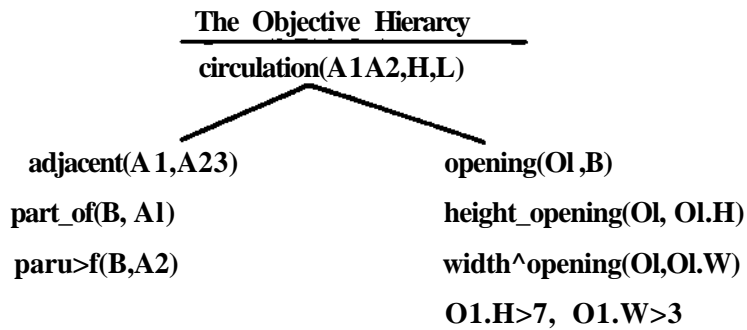 The Objective Hierarcy
circulation(A1A2,H,L)
adjacent(A1,A23)
part_of(B, Al)
paru>f(B,A2)
opening(Ol ,B)
height_opening(Ol, Ol.H)
width^opening(Ol,Ol.W)
O1.H>7, O1.W>3